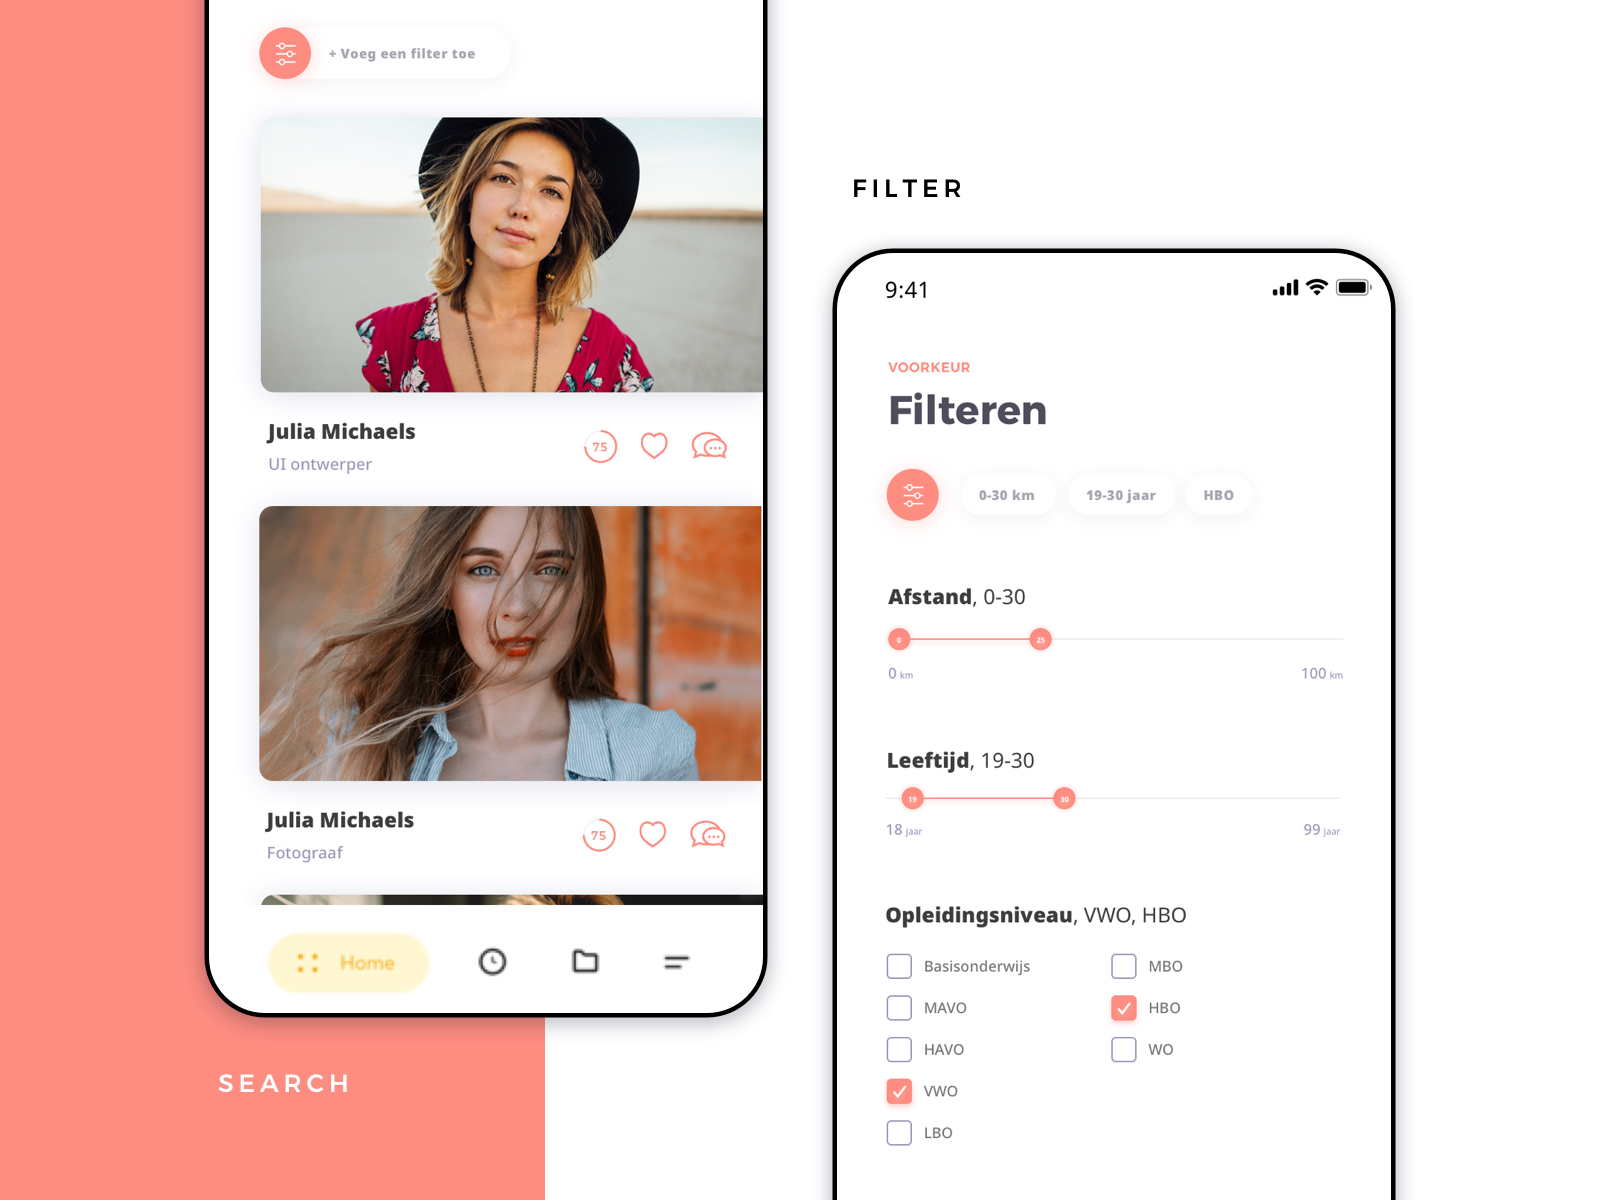 + Voeg een filter toe
Julia Michaels
UI ontwerper
75
Julia Michaels
Fotograaf
75
Home
SEARCH
FILTER
9:41
VOORKEUR
Filteren
0-30 km
19-30 jaar
HBO
Afstand, 0-30
0
25
0 km
100 km
Leeftijd, 19-30
19
30
18 jaar
99 jaar
Opleidingsniveau, VWO, HBO
Basisonderwijs
MAVO
HAVO
VWO
LBO
MBO
HBO
WO